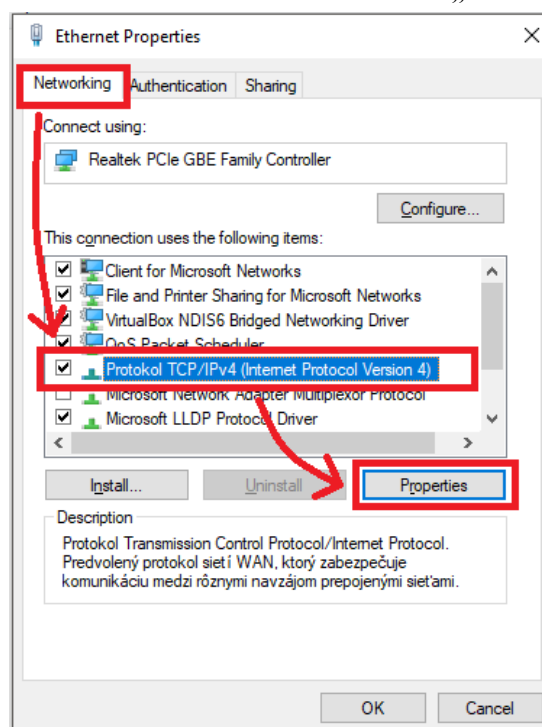 Ethernet Properties
Networking Authentication Sharing
Connect using:
Realtek PCIe GBE Family Controller
Configure...
This connection uses the following items:
Client for Microsoft Networks
File and Printer Sharing for Microsoft Networks
VirtualBox NDIS6 Bridged Networking Driver
QoS Packet Scheduler
Protokol TCP/IPv4 (Internet Protocol Version 4)
Microsoft Network Adapter Multiplexor Protocol
Microsoft LLDP Protocol Driver
Install... Uninstall Properties
Description
Protokol Transmission Control Protocol/Internet Protocol.
Predvolený protokol sietí WAN, ktorý zabezpečuje
komunikáciu medzi rôznymi navzájom prepojenými sieťami.
OK Cancel